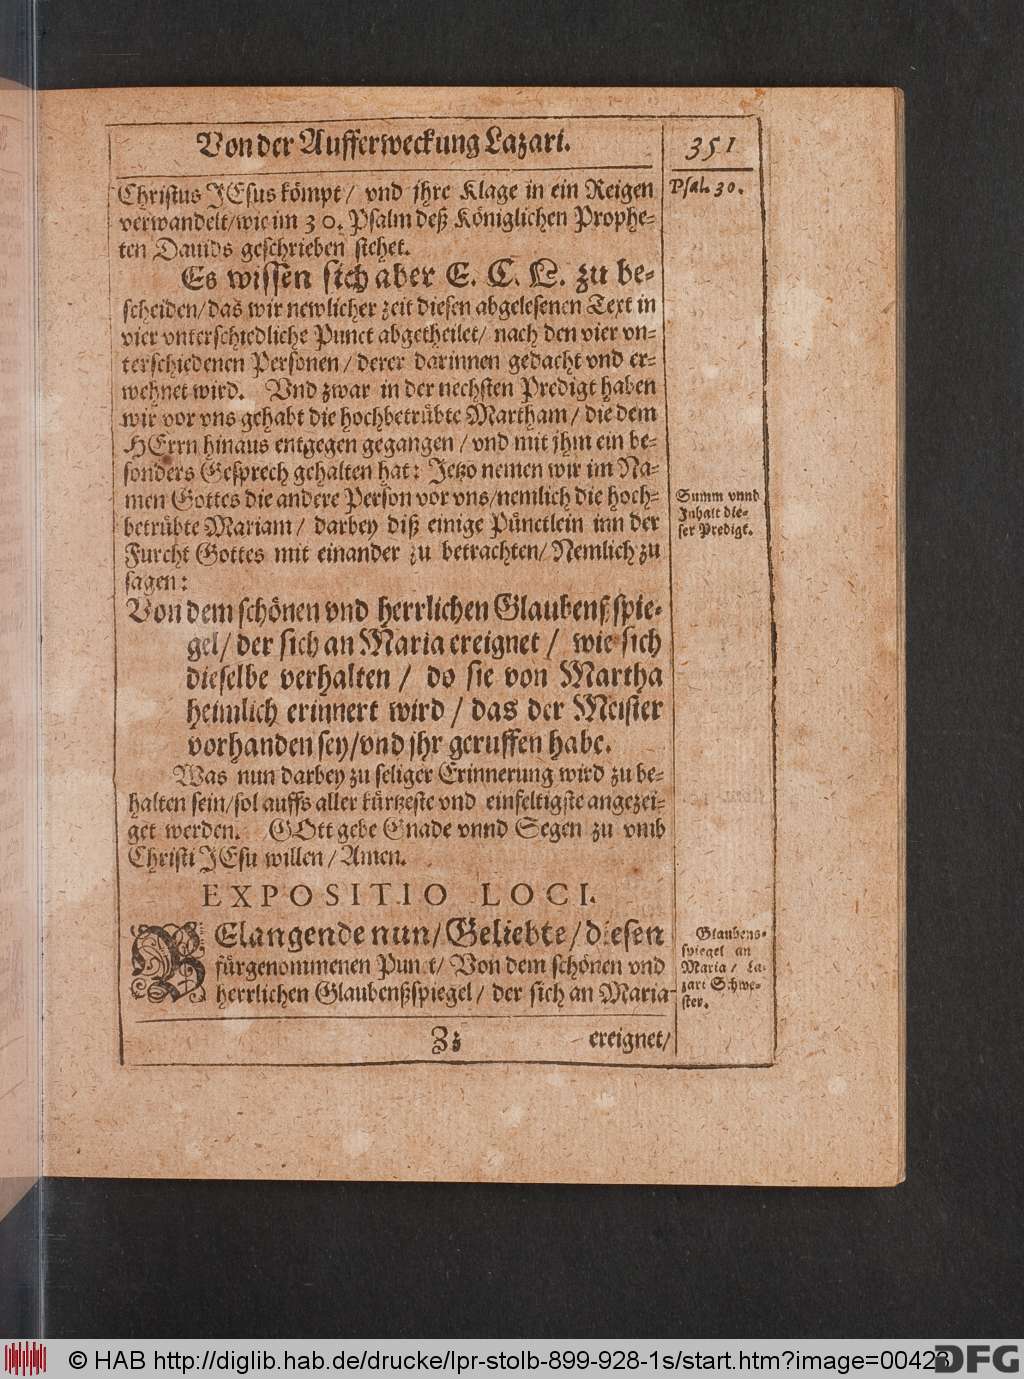 Von der Aufferweckung Lazari.
351
Christus JEsus kömpt/ vnd jhre Klage in ein Reigen
Psal. 30.
verwandelt/wie im 30. Psalm deß Königlichen Prophe-
ten Dauids geschrieben stehet.
Es wissen sich aber E. C. L. zu be-
scheiden/das wir newlicher zeit diesen abgelesenen Text in
vier vnterschiedliche Punct abgetheilet/ nach den vier vn-
terschiedenen Personen/ derer darinnen gedacht vnd er-
wehnet wird. Vnd zwar in der nechsten Predigt haben
wir vor vns gehabt die hochbetrübte Martham/ die dem
HErrn hinaus entgegen gegangen/ vnd mit jhm ein be-
sonders Gesprech gehalten hat: Jetzo nemen wir im Na-
men Gottes die andere Person vor vns/nemlich die hoch-
betrübte Mariam/ darbey diß einige Pünctlein inn der
Furcht Gottes mit einander zu betrachten/ Nemlich zu
sagen:
Summ vnnd
Inhalt die-
ser Predigt.
Von dem schönen vnd herrlichen Glaubenßspie-
gel/ der sich an Maria ereignet/ wie sich
dieselbe verhalten/ do sie von Martha
heimlich erinnert wird/ das der Meister
vorhanden sey/vnd jhr geruffen habe.
Was nun darbey zu seliger Erinnerung wird zu be-
halten sein/sol auffs aller kürtzeste vnd einfeltigste angezei-
get werden. GOtt gebe Gnade vnnd Segen zu vmb
Christi JEsu willen/ Amen.
EXPOSITIO LOCI.
BElangende nun/Geliebte/diesen
fürgenommenen Punct/ Von dem schönen vnd
herrlichen Glaubenßspiegel/ der sich an Maria
Glaubens-
spiegel an
Maria/ La-
zari Schwe-
ster.
Zz
ereignet/
© HAB http://diglib.hab.de/drucke/lpr-stolb-899-928-1s/start.htm?image=00423
DFG